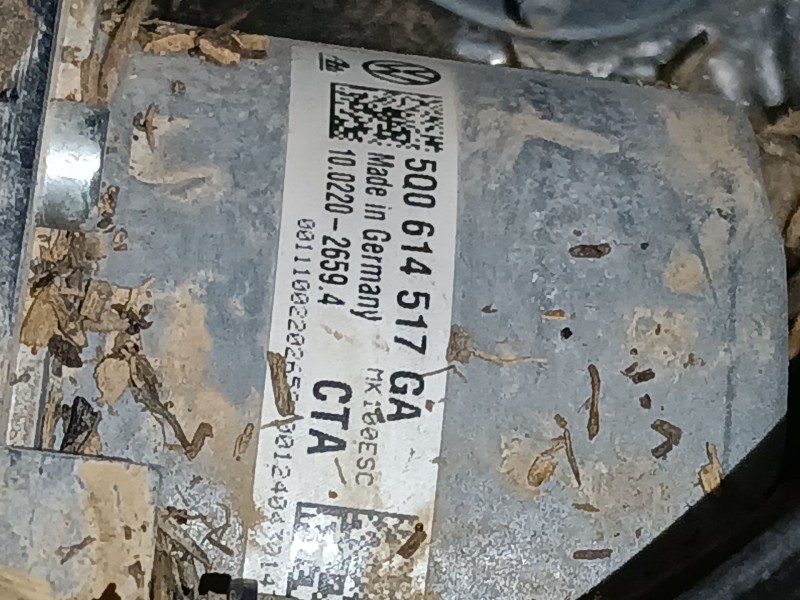 5Q0 614 517 GA
Made in Germany MK100ESC
10.0220-2659.4 CTA